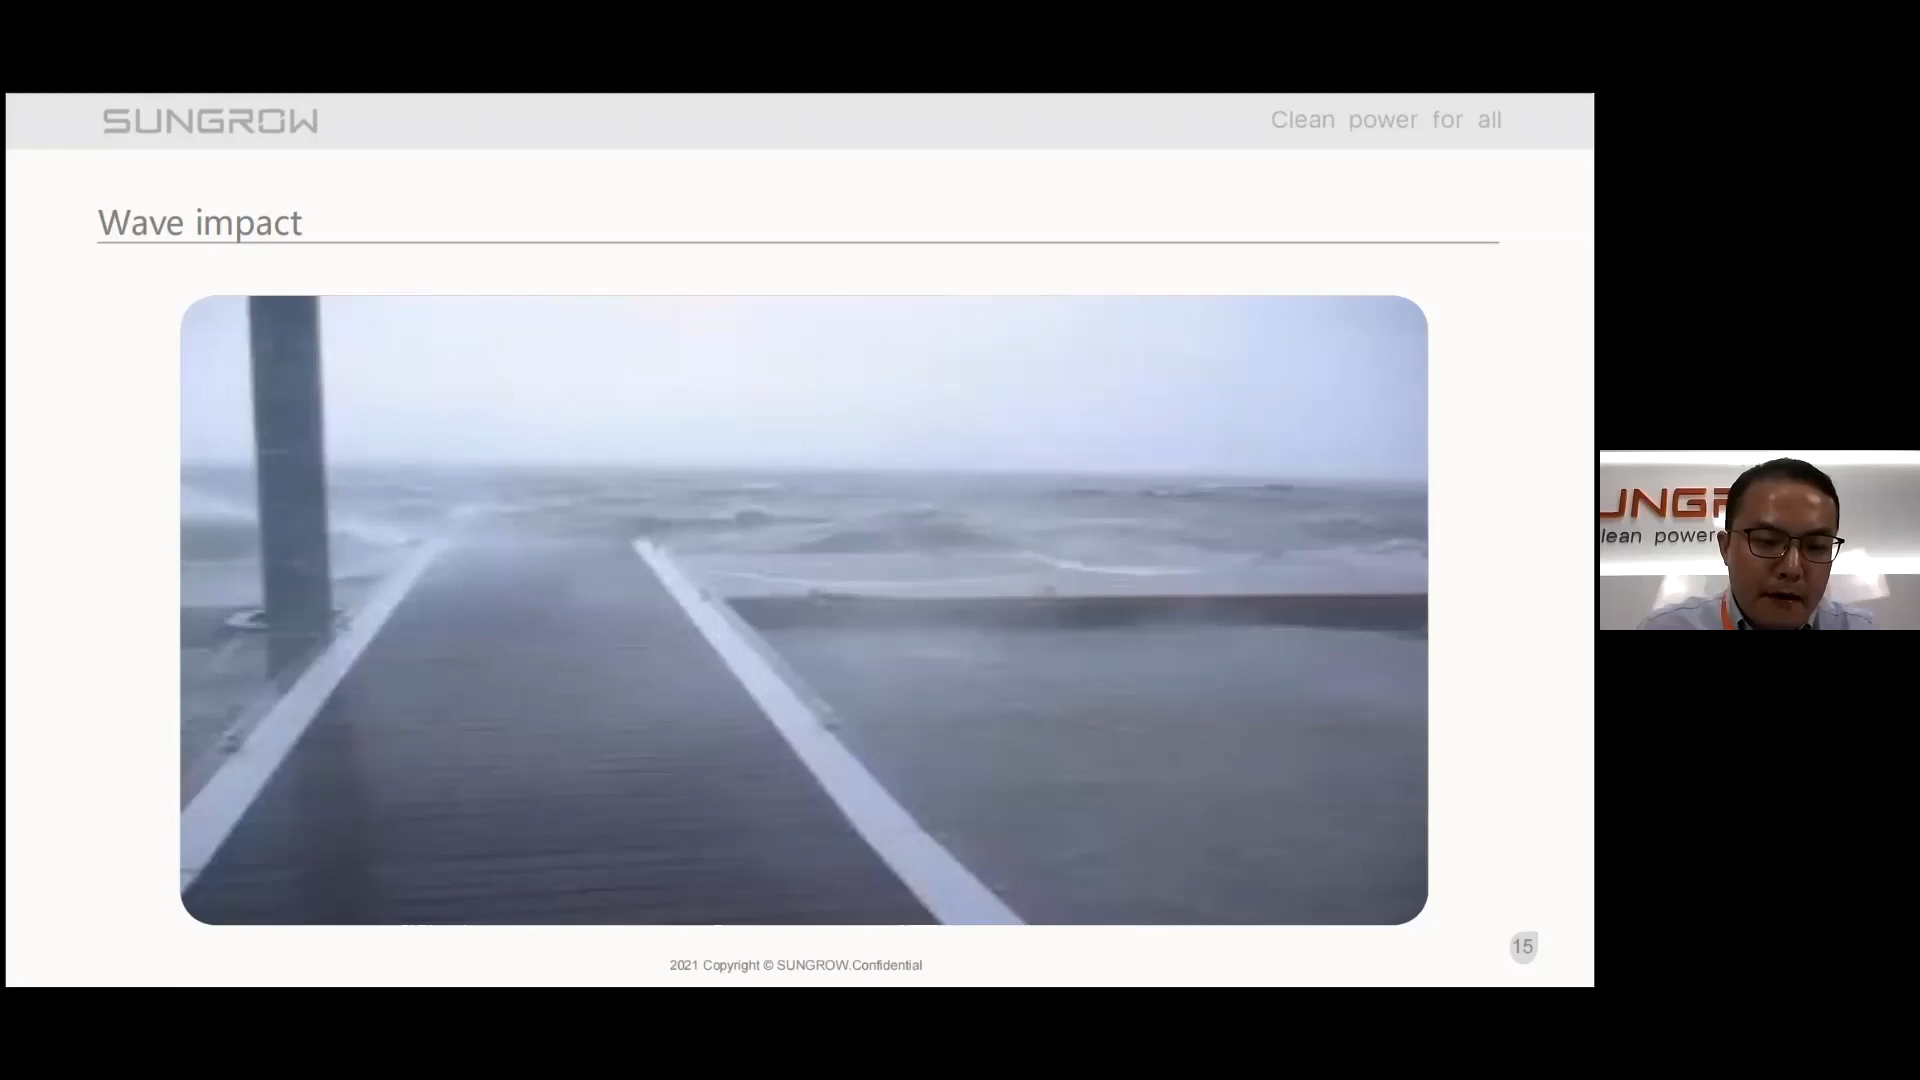 SUNGROW
Clean power for all
Wave impact
2021 Copyright © SUNGROW.Confidential
15
UNGR
lean power